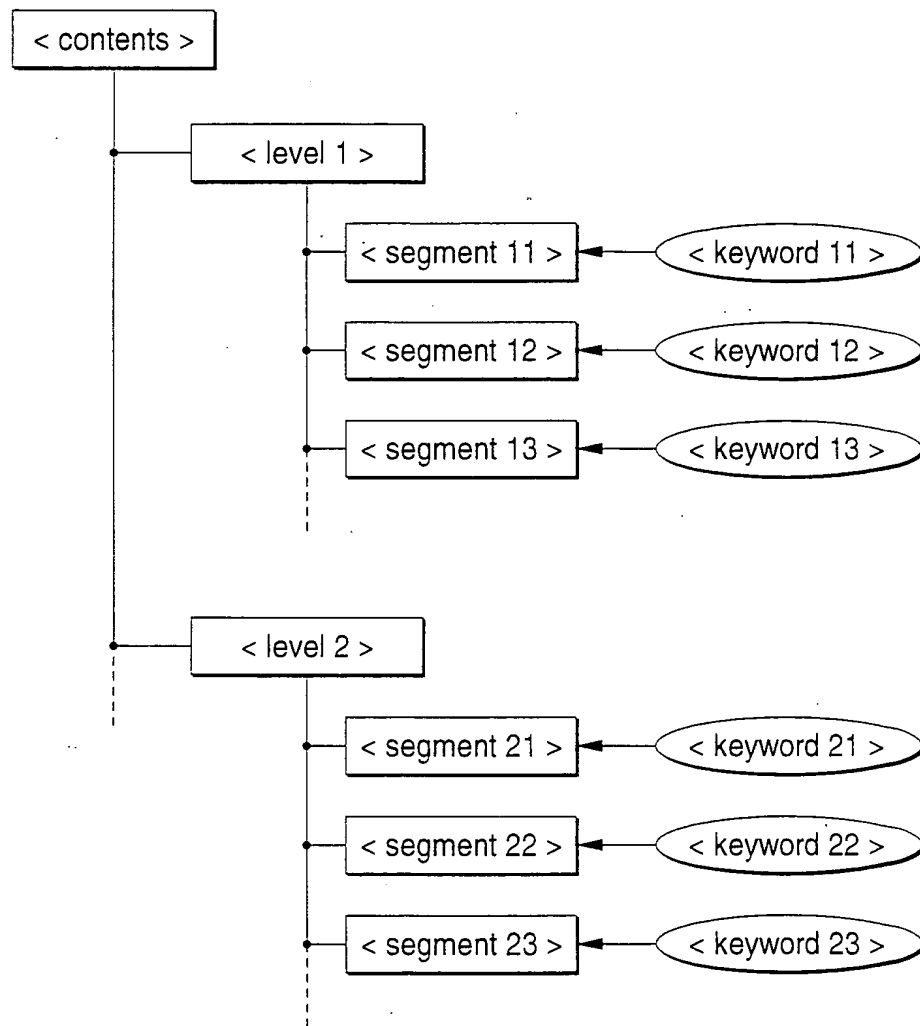 < contents >
< level 1 >
< segment 11 > < keyword 11 >
< segment 12 > < keyword 12 >
< segment 13 > < keyword 13 >
< level 2 >
< segment 21 > < keyword 21 >
< segment 22 > < keyword 22 >
< segment 23 > < keyword 23 >